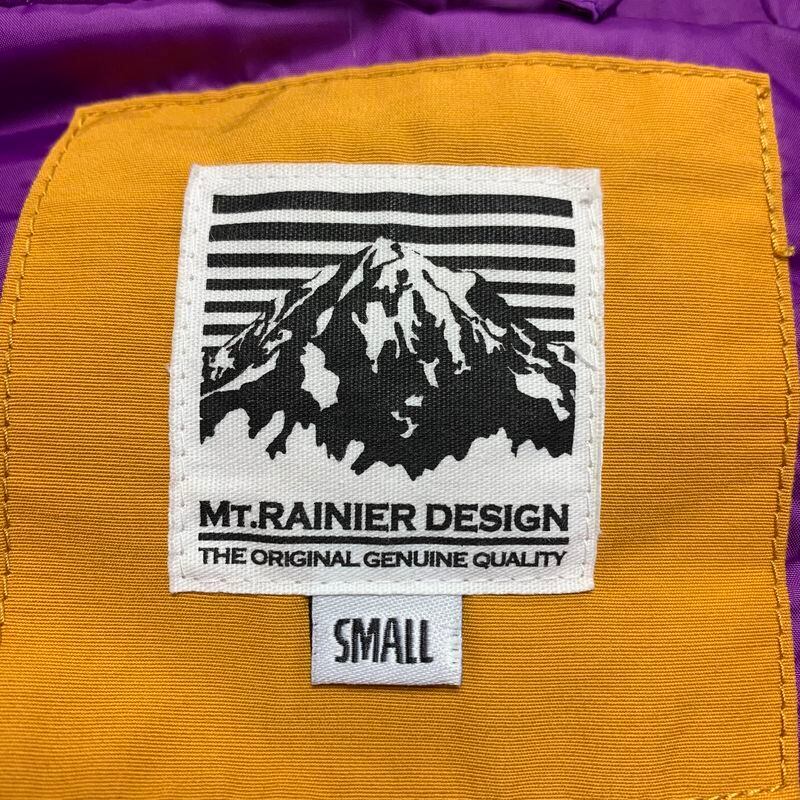 MT.RAINIER DESIGN
THE ORIGINAL GENUINE QUALITY
SMALL